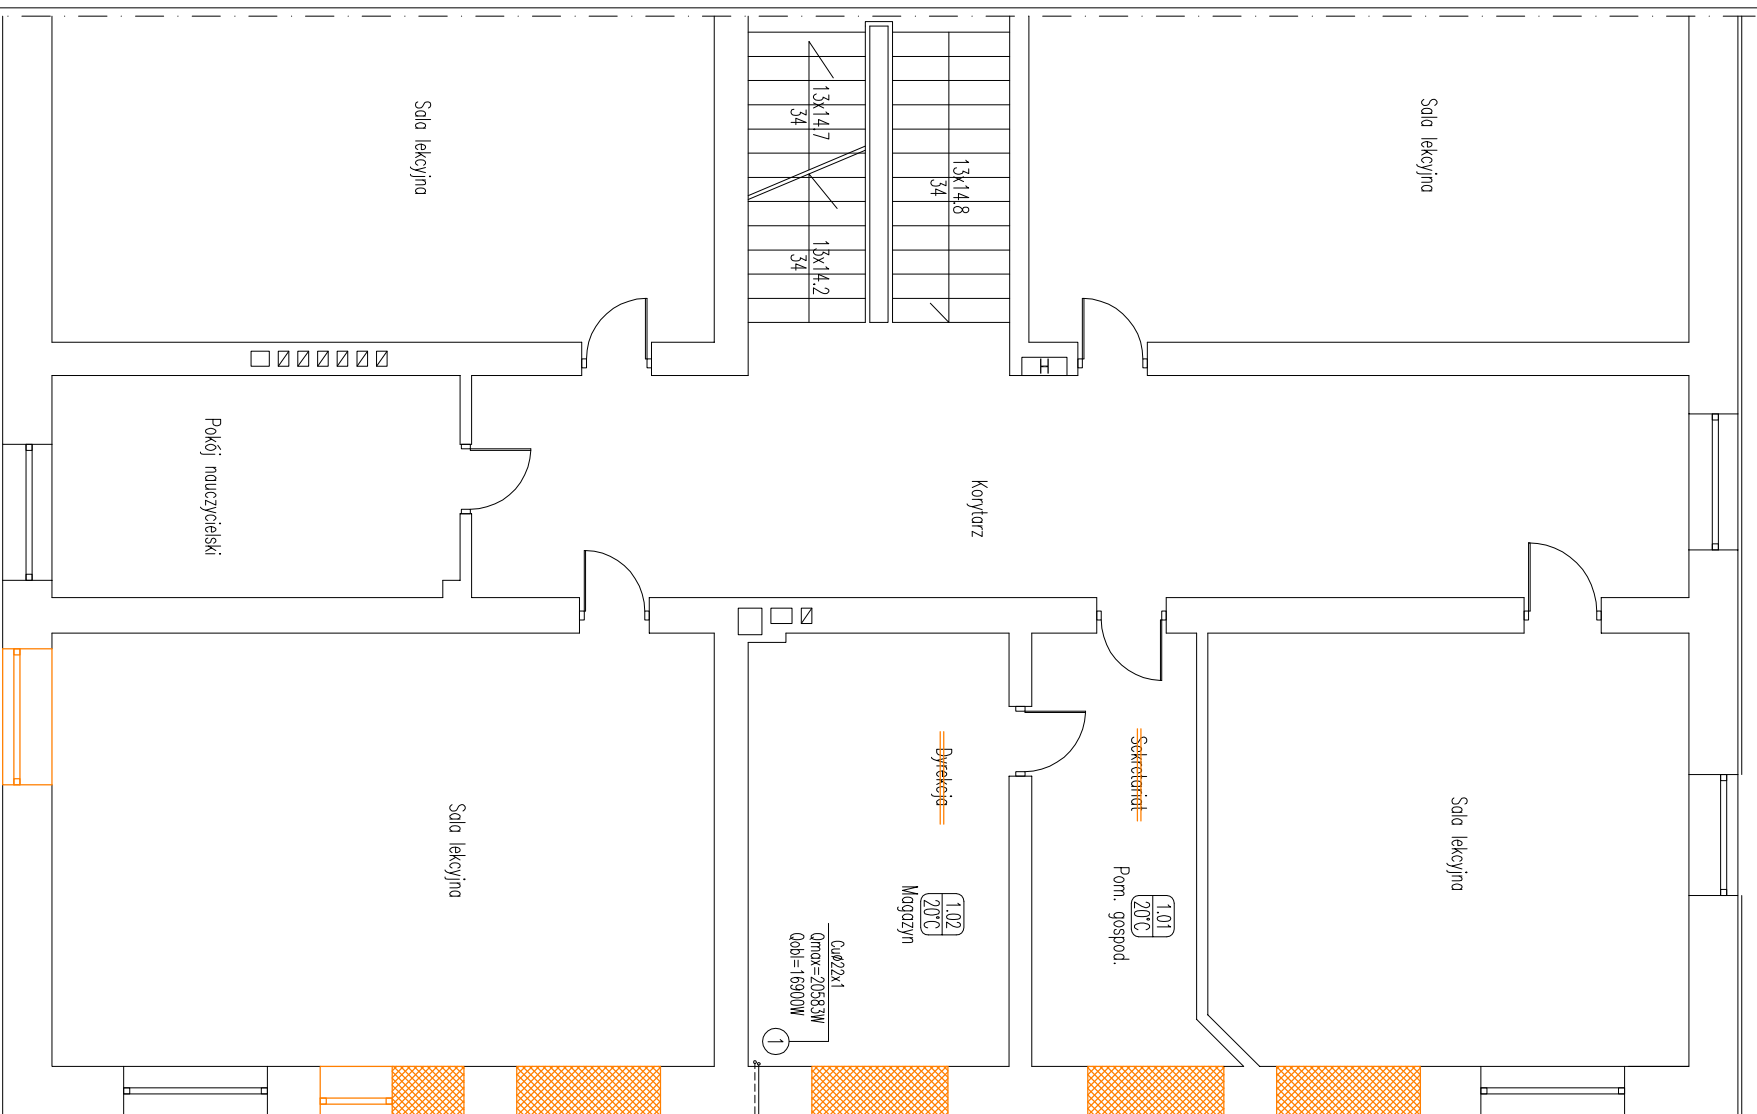 Sala lekcyjna
13x14.7
34
13x14.2
34
13x14.8
34
Sala lekcyjna
H
Pokój nauczycielski
Korytarz
Sala lekcyjna
Dyrekcja
Sekretariat
Sala lekcyjna
1.02
20°C
Magazyn
1.01
20°C
Pom. gospod.
CuØ22x1
Qmax=20583W
Qobl=16900W
1